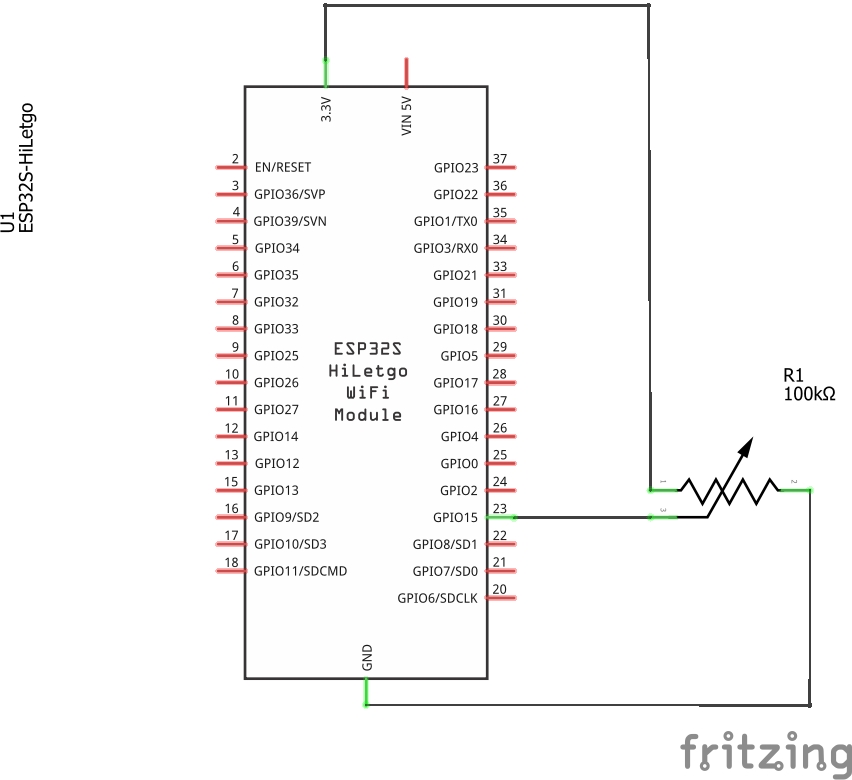 U1
ESP32S-HiLetgo
3.3V
VIN 5V
2 EN/RESET
3 GPIO36/SVP
4 GPIO39/SVN
5 GPIO34
6 GPIO35
7 GPIO32
8 GPIO33
9 GPIO25
10 GPIO26
11 GPIO27
12 GPIO14
13 GPIO12
15 GPIO13
16 GPIO9/SD2
17 GPIO10/SD3
18 GPIO11/SDCMD
ESP32S
HiLetgo
WiFi
Module
GPIO23 37
GPIO22 36
GPIO1/TX0 35
GPIO3/RX0 34
GPIO21 33
GPIO19 31
GPIO18 30
GPIO5 29
GPIO17 28
GPIO16 27
GPIO4 26
GPIO0 25
GPIO2 24
GPIO15 23
GPIO8/SD1 22
GPIO7/SD0 21
GPIO6/SDCLK 20
GND
R1
100kΩ
1
2
3
fritzing